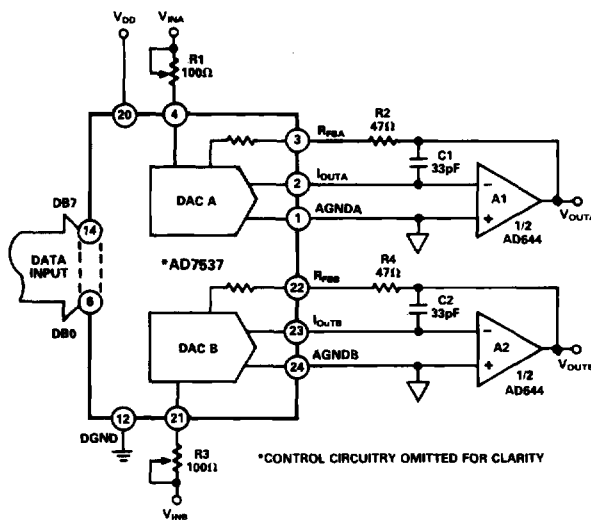 VDD
VINA
R1
100Ω
20
4
3
RFBA
R2
47Ω
C1
33pF
2
IOUTA
DAC A
1
AGNDA
A1
1/2
AD644
VOUTA
DB7
14
DATA
INPUT
6
DB0
*AD7537
22
RFBB
R4
47Ω
C2
33pF
23
IOUTB
DAC B
24
AGNDB
A2
1/2
AD644
VOUTB
12
21
DGND
R3
100Ω
VINB
*CONTROL CIRCUITRY OMITTED FOR CLARITY